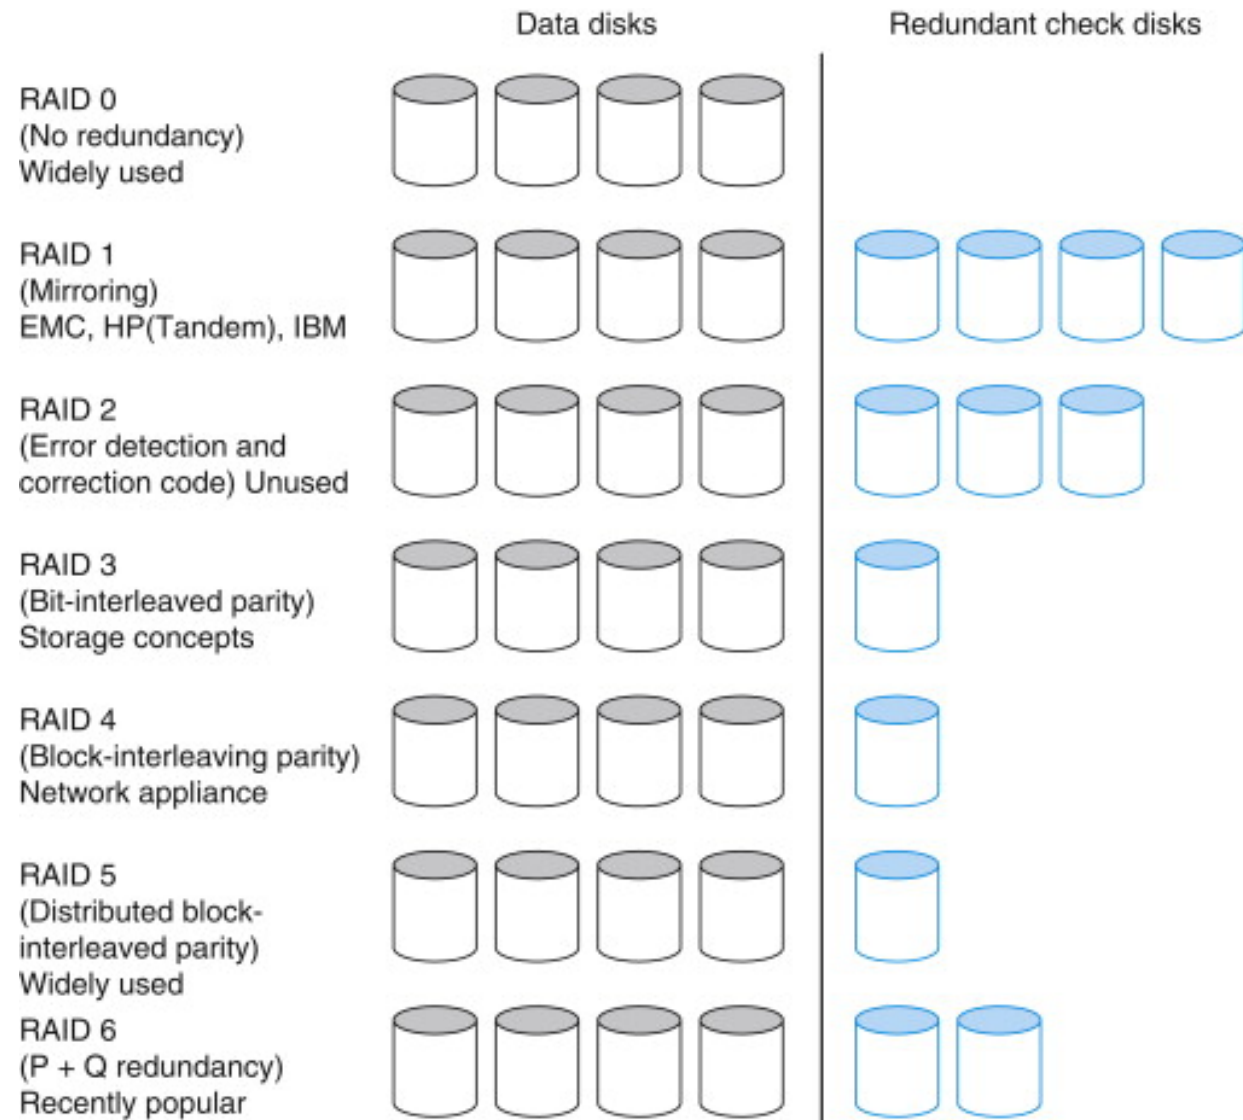 Data disks
Redundant check disks
RAID 0
(No redundancy)
Widely used
RAID 1
(Mirroring)
EMC, HP(Tandem), IBM
RAID 2
(Error detection and
correction code) Unused
RAID 3
(Bit-interleaved parity)
Storage concepts
RAID 4
(Block-interleaving parity)
Network appliance
RAID 5
(Distributed block-
interleaved parity)
Widely used
RAID 6
(P + Q redundancy)
Recently popular